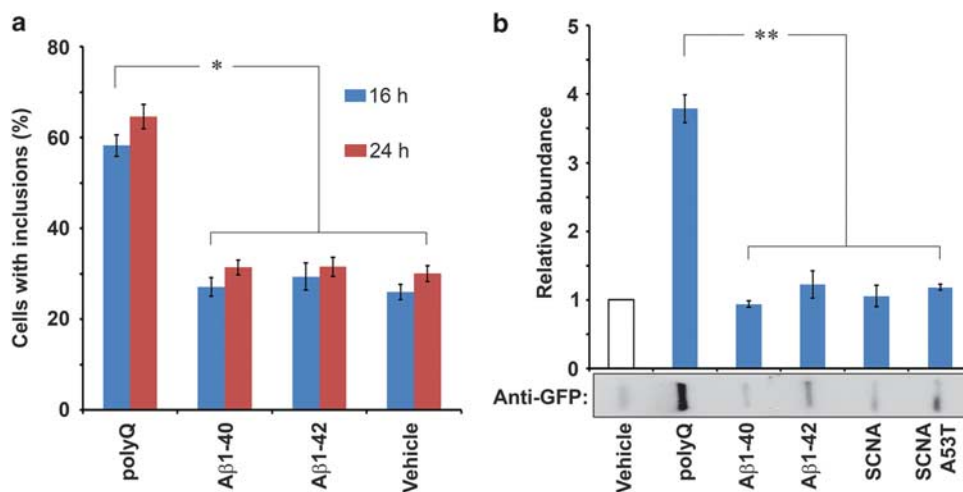 a
Cells with inclusions (%)
80
60
40
20
0
*
16 h
24 h
polyQ
Aβ1-40
Aβ1-42
Vehicle
b
Relative abundance
5
4
3
2
1
0
**
Anti-GFP:
Vehicle
polyQ
Aβ1-40
Aβ1-42
SCNA
SCNA
A53T